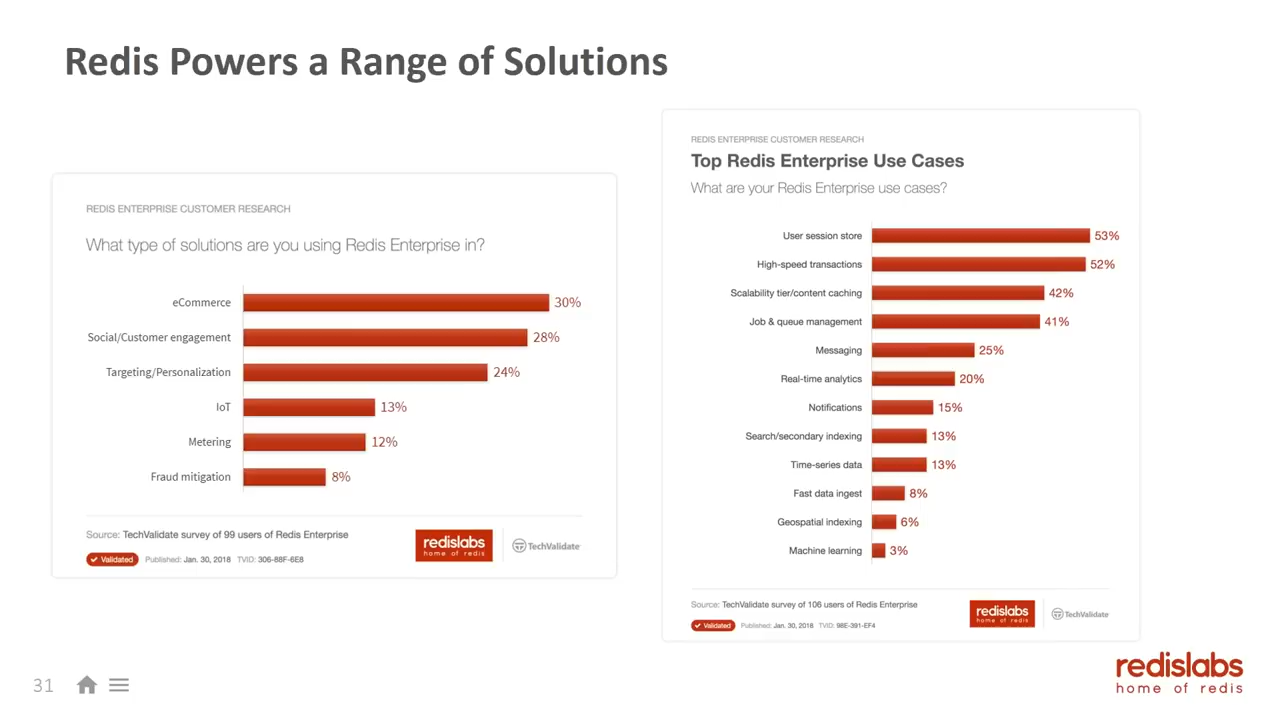 Redis Powers a Range of Solutions
REDIS ENTERPRISE CUSTOMER RESEARCH
What type of solutions are you using Redis Enterprise in?
eCommerce 30%
Social/Customer engagement 28%
Targeting/Personalization 24%
IoT 13%
Metering 12%
Fraud mitigation 8%
Source: TechValidate survey of 99 users of Redis Enterprise
Validated Published: Jan. 30, 2018 TVID: 306-88F-6E8
redislabs
home of redis
TechValidate
REDIS ENTERPRISE CUSTOMER RESEARCH
Top Redis Enterprise Use Cases
What are your Redis Enterprise use cases?
User session store 53%
High-speed transactions 52%
Scalability tier/content caching 42%
Job & queue management 41%
Messaging 25%
Real-time analytics 20%
Notifications 15%
Search/secondary indexing 13%
Time-series data 13%
Fast data ingest 8%
Geospatial indexing 6%
Machine learning 3%
Source: TechValidate survey of 106 users of Redis Enterprise
Validated Published: Jan. 30, 2018 TVID: 98E-391-EF4
redislabs
home of redis
TechValidate
31
redislabs
home of redis